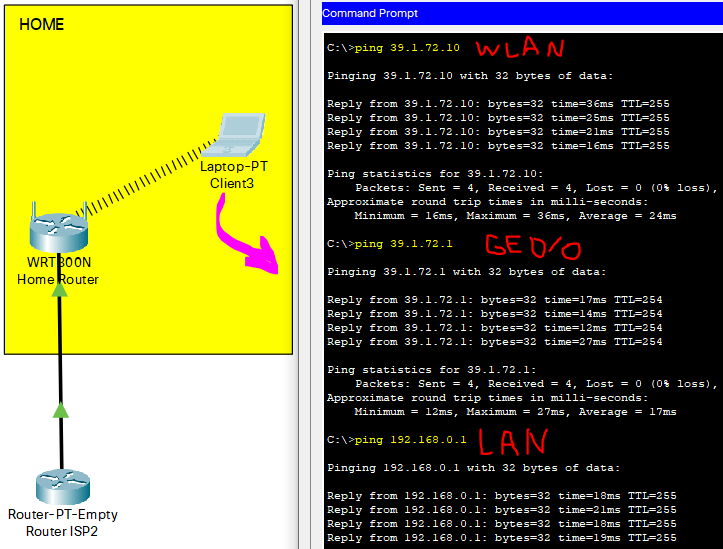 HOME
Laptop-PT
Client3
WRT300N
Home Router
Router-PT-Empty
Router ISP2
Command Prompt
C:\>ping 39.1.72.10 WLAN
Pinging 39.1.72.10 with 32 bytes of data:
Reply from 39.1.72.10: bytes=32 time=36ms TTL=255
Reply from 39.1.72.10: bytes=32 time=25ms TTL=255
Reply from 39.1.72.10: bytes=32 time=21ms TTL=255
Reply from 39.1.72.10: bytes=32 time=16ms TTL=255
Ping statistics for 39.1.72.10:
Packets: Sent = 4, Received = 4, Lost = 0 (0% loss),
Approximate round trip times in milli-seconds:
Minimum = 16ms, Maximum = 36ms, Average = 24ms
C:\>ping 39.1.72.1 GE0/0
Pinging 39.1.72.1 with 32 bytes of data:
Reply from 39.1.72.1: bytes=32 time=17ms TTL=254
Reply from 39.1.72.1: bytes=32 time=14ms TTL=254
Reply from 39.1.72.1: bytes=32 time=12ms TTL=254
Reply from 39.1.72.1: bytes=32 time=27ms TTL=254
Ping statistics for 39.1.72.1:
Packets: Sent = 4, Received = 4, Lost = 0 (0% loss),
Approximate round trip times in milli-seconds:
Minimum = 12ms, Maximum = 27ms, Average = 17ms
C:\>ping 192.168.0.1 LAN
Pinging 192.168.0.1 with 32 bytes of data:
Reply from 192.168.0.1: bytes=32 time=18ms TTL=255
Reply from 192.168.0.1: bytes=32 time=21ms TTL=255
Reply from 192.168.0.1: bytes=32 time=18ms TTL=255
Reply from 192.168.0.1: bytes=32 time=19ms TTL=255